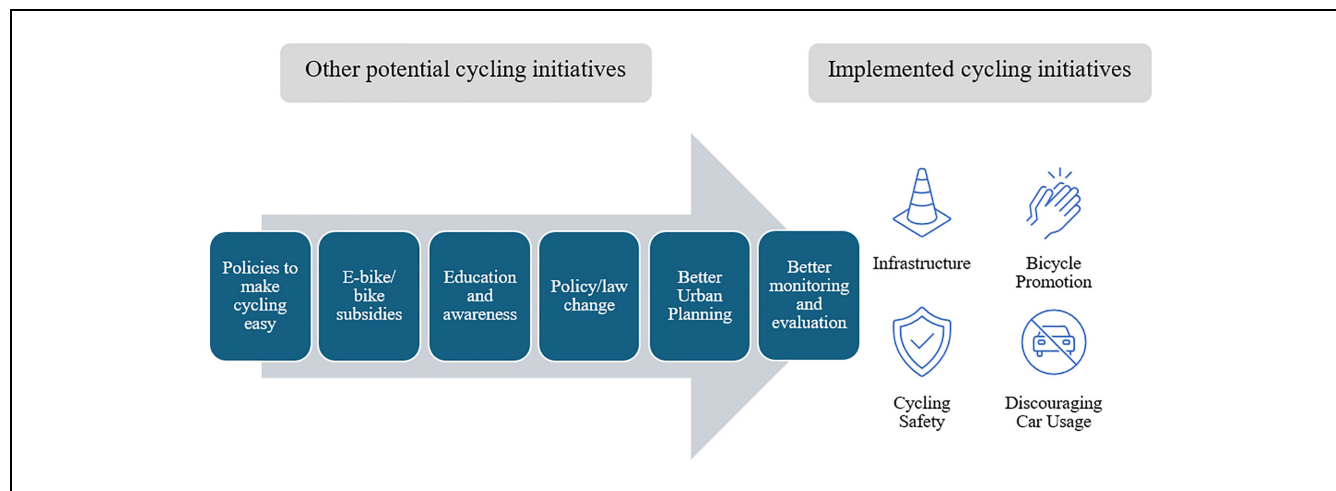 Other potential cycling initiatives
Implemented cycling initiatives
Policies to
make
cycling
easy
E-bike/
bike
subsidies
Education
and
awareness
Policy/law
change
Better
Urban
Planning
Better
monitoring
and
evaluation
Infrastructure
Bicycle
Promotion
Cycling
Safety
Discouraging
Car Usage